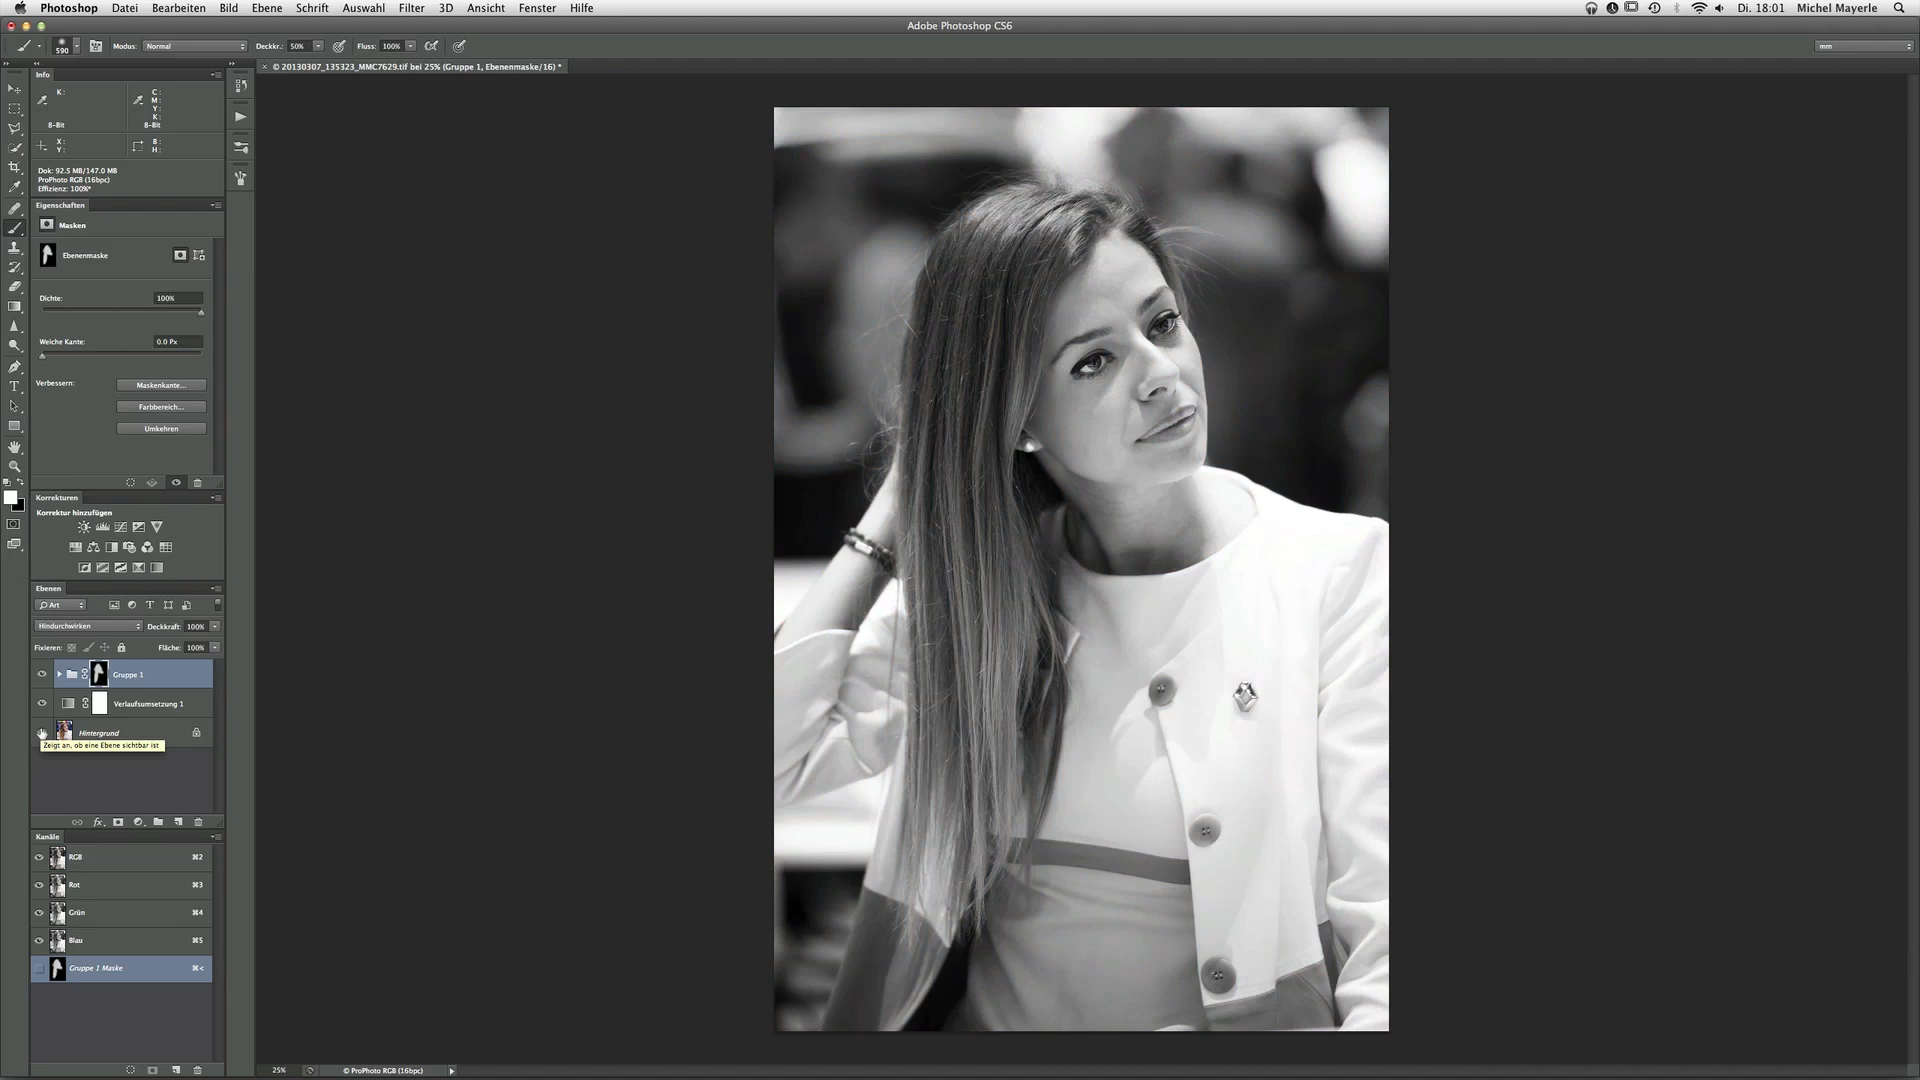 Photoshop Datei Bearbeiten Bild Ebene Schrift Auswahl Filter 3D Ansicht Fenster Hilfe Di. 18:01 Michel Mayerle
Adobe Photoshop CS6
590 Modus: Normal Deckkr.: 50% Fluss: 100% mm
© 20130307_135323_MMC7629.tif bei 25% (Gruppe 1, Ebenenmaske/16) *
Info
K: C:
M:
Y:
K:
8-Bit 8-Bit
X: B:
Y: H:
Dok: 92.5 MB/147.0 MB
ProPhoto RGB (16bpc)
Effizienz: 100%*
Eigenschaften
Masken
Ebenenmaske
Dichte: 100%
Weiche Kante: 0.0 Px
Verbessern: Maskenkante...
Farbbereich...
Umkehren
Korrekturen
Korrektur hinzufügen
Ebenen
Art
Hindurchwirken Deckkraft: 100%
Fixieren: Fläche: 100%
Gruppe 1
Verlaufsumsetzung 1
Hintergrund
Zeigt an, ob eine Ebene sichtbar ist
Kanäle
RGB ⌘2
Rot ⌘3
Grün ⌘4
Blau ⌘5
Gruppe 1 Maske ⌘<
25% © ProPhoto RGB (16bpc)